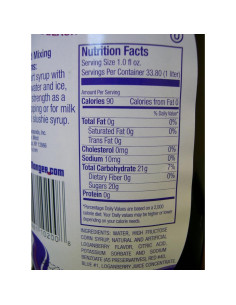 Mixing
ers:
rt syrup with
water and ice,
strength as a
pping or for milk
slushie syrup.
Nutrition Facts
Serving Size 1.0 fl oz.
Servings Per Container 33.80 (1 liter)
Amount Per Serving
Calories 90 Calories from Fat 0
% Daily Value*
Total Fat 0g 0%
Saturated Fat 0g 0%
Trans Fat 0g
Cholesterol 0mg 0%
Sodium 10mg 0%
Total Carbohydrate 21g 7%
Dietary Fiber 0g 0%
Sugars 20g
Protein 0g
*Percentage Daily Values are based on a 2,000
calorie diet. Your Daily values may be higher or lower
depending on your calorie needs.
INGREDIENTS: WATER, HIGH FRUCTOSE
CORN SYRUP, NATURAL AND ARTIFICIAL
LOGANBERRY FLAVOR, CITRIC ACID,
POTASSIUM SORBATE AND SODIUM
BENZOATE (AS PRESERVATIVES), RED #40,
BLUE #1, LOGANBERRY JUICE CONCENTRATE.